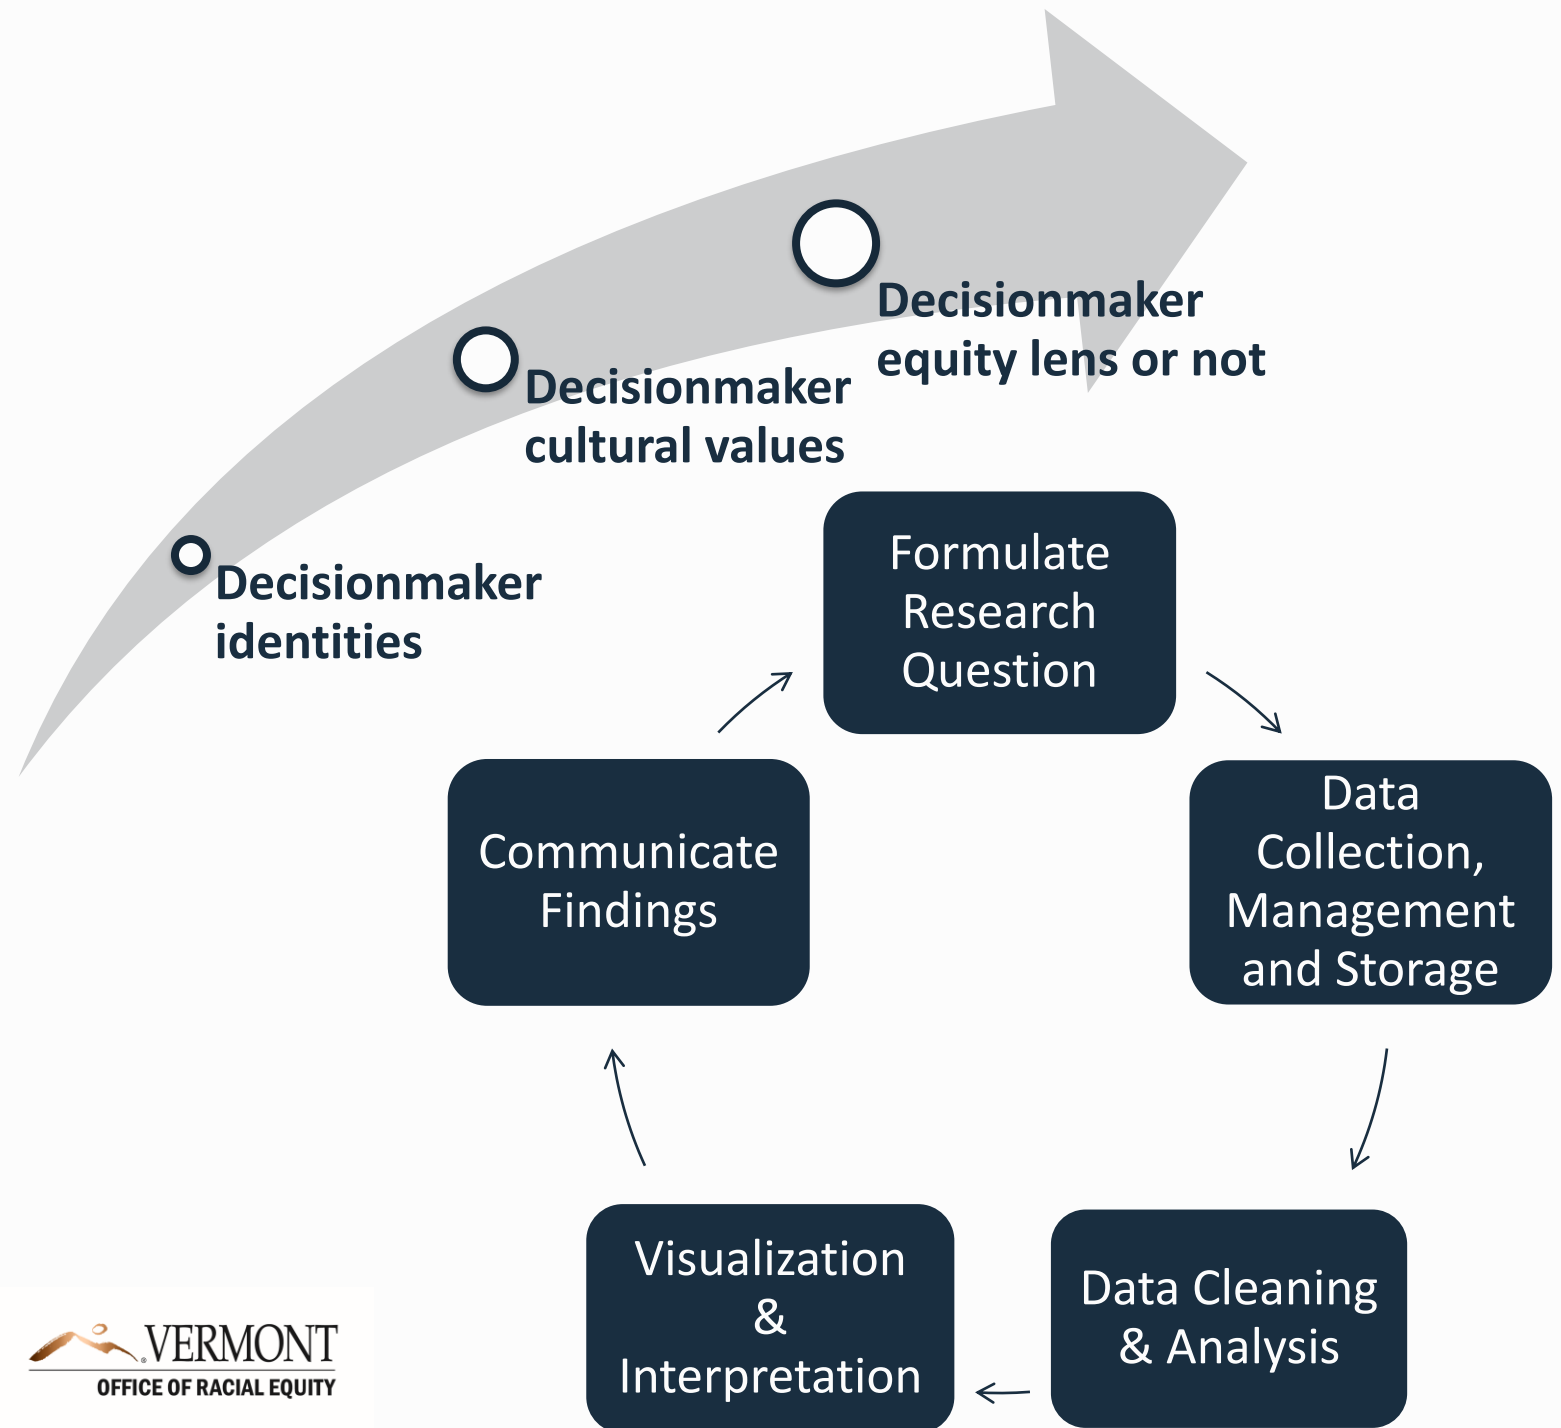 Decisionmaker
equity lens or not
Decisionmaker
cultural values
Decisionmaker
identities
Formulate
Research
Question
Data
Collection,
Management
and Storage
Data Cleaning
& Analysis
Visualization
&
Interpretation
Communicate
Findings
VERMONT
OFFICE OF RACIAL EQUITY